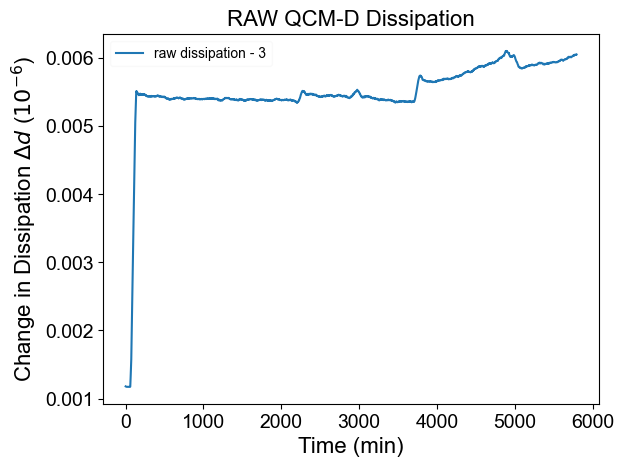 RAW QCM-D Dissipation
raw dissipation - 3
Change in Dissipation Δd (10⁻⁶)
0.006
0.005
0.004
0.003
0.002
0.001
0 1000 2000 3000 4000 5000 6000
Time (min)